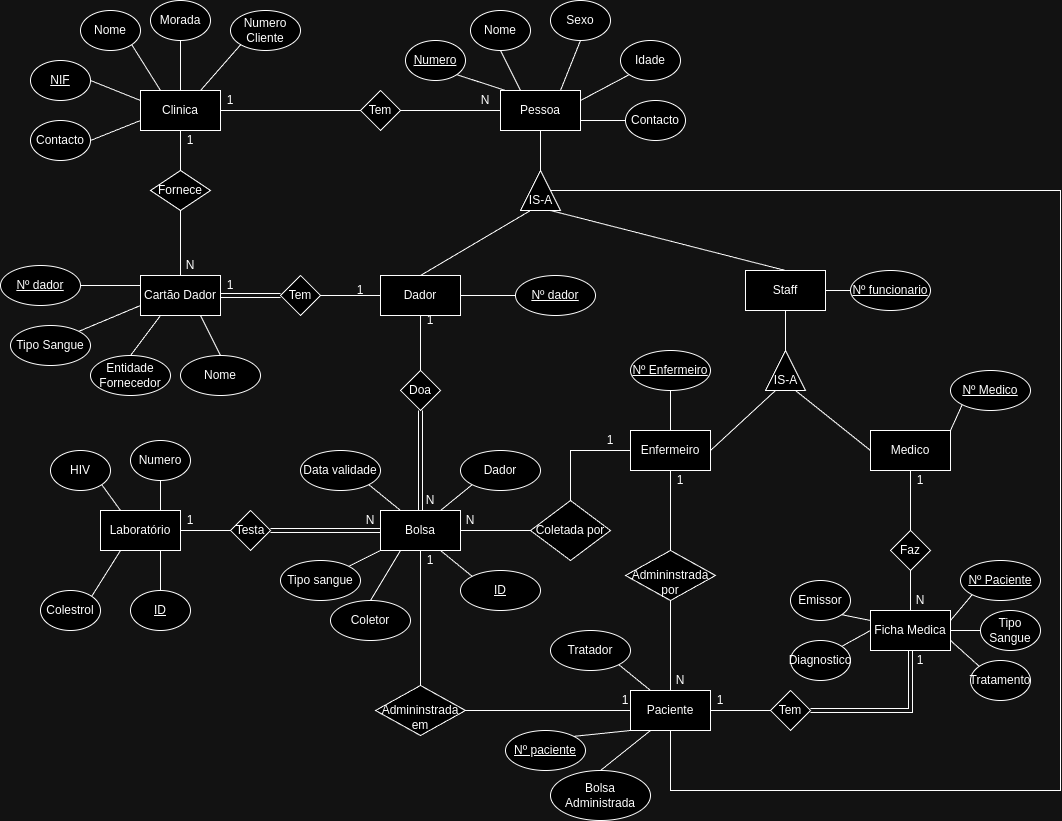 Nome
Morada
Numero
Cliente
NIF
Contacto
Clinica
1
Tem
N
Numero
Nome
Sexo
Idade
Contacto
Pessoa
1
Fornece
N
IS-A
Nº dador
Cartão Dador
1
Tem
1
Dador
Nº dador
Staff
Nº funcionario
Tipo Sangue
Entidade
Fornecedor
Nome
1
Doa
N
IS-A
Nº Enfermeiro
Nº Medico
1
Enfermeiro
Medico
HIV
Numero
Laboratório
1
Testa
N
Data validade
Dador
Bolsa
N
Coletada por
1
1
Tipo sangue
Coletor
ID
1
Colestrol
ID
Admininstrada
por
N
Faz
N
Emissor
Diagnostico
Ficha Medica
Nº Paciente
Tipo
Sangue
Tratamento
1
Tratador
Admininstrada
em
1
Paciente
1
Tem
Nº paciente
Bolsa
Administrada